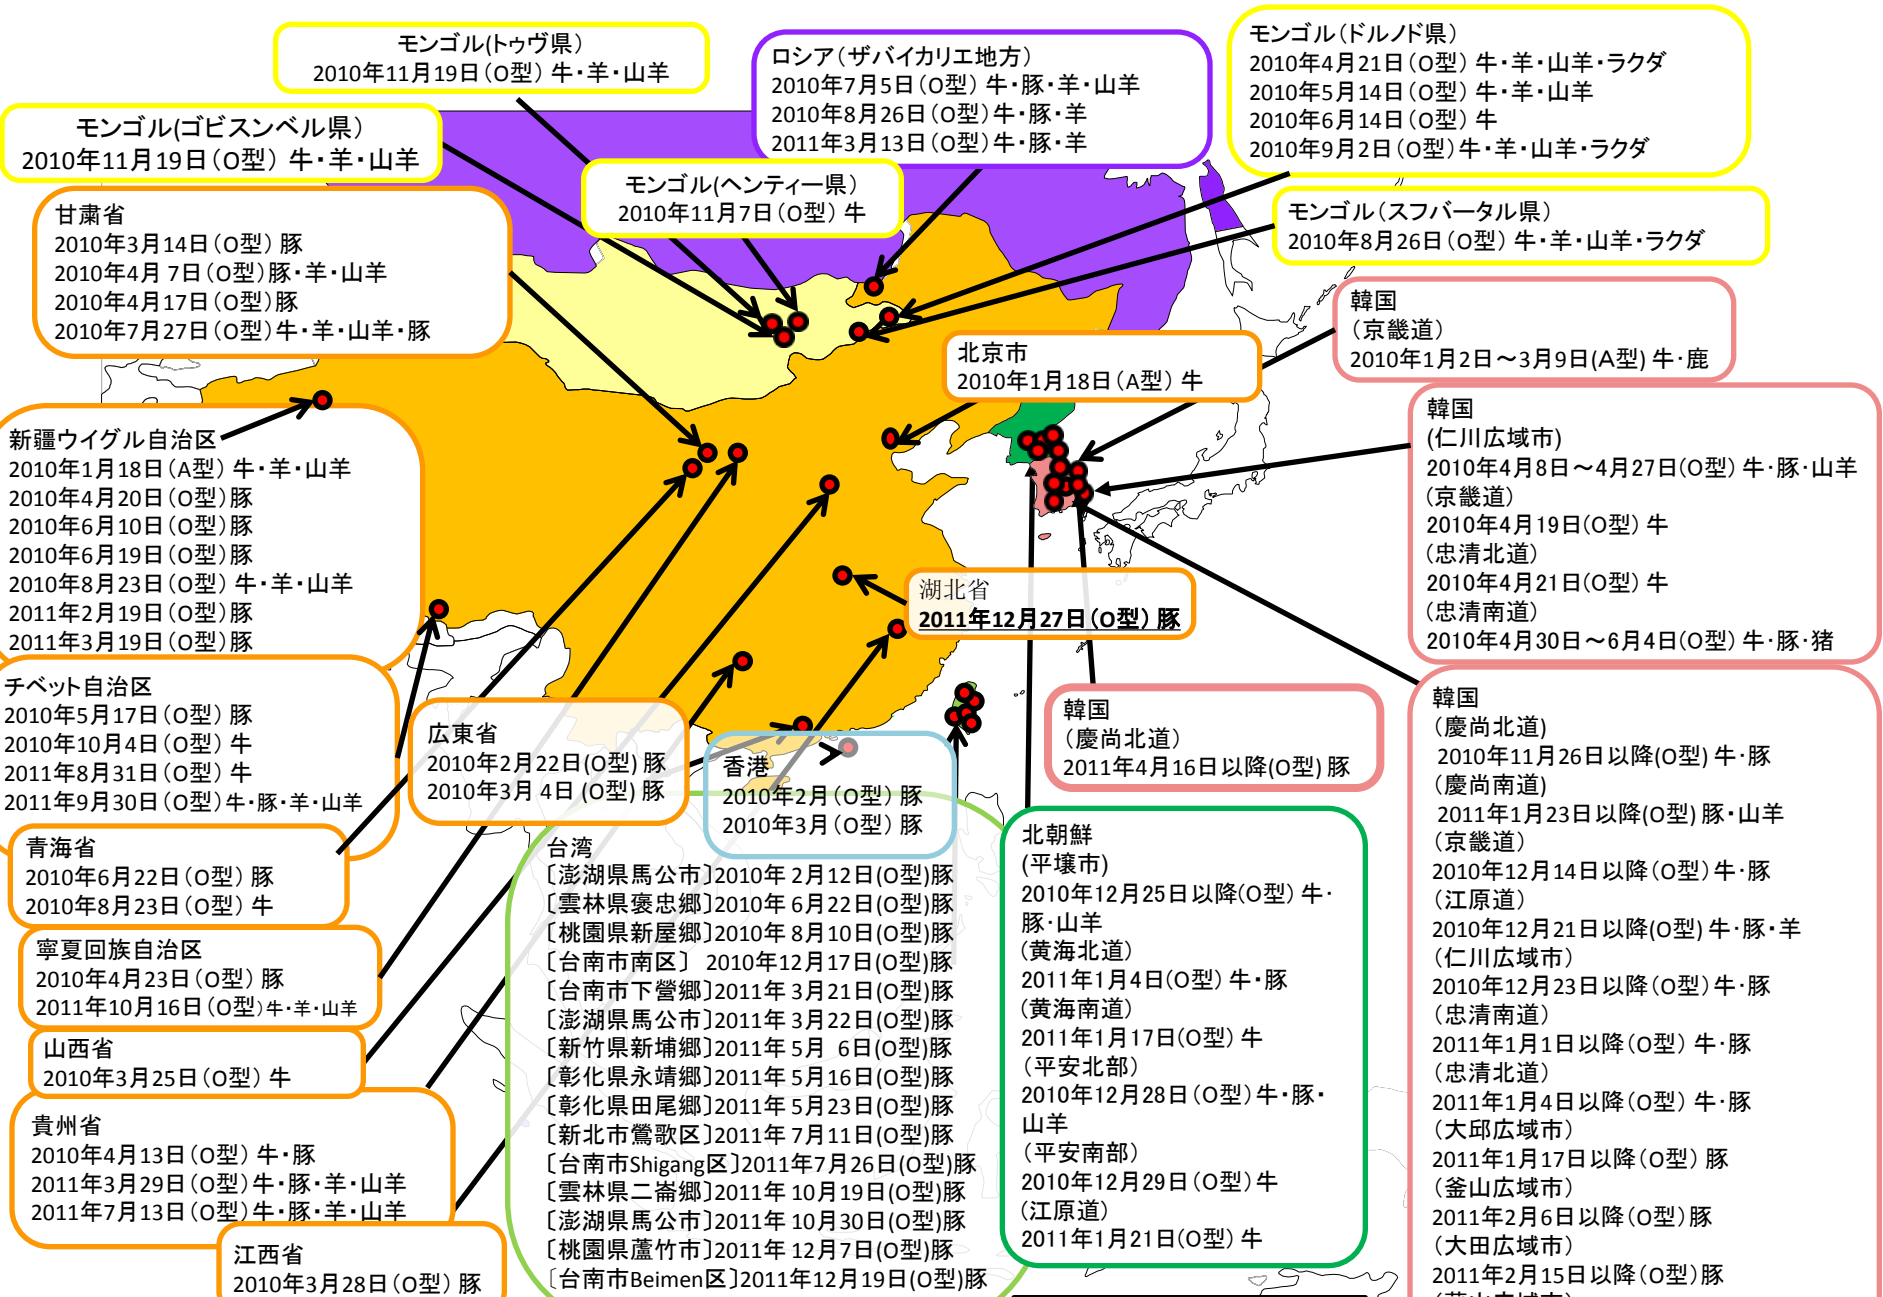 モンゴル(トゥヴ県)
2010年11月19日(O型) 牛・羊・山羊
ロシア(ザバイカリエ地方)
2010年7月5日(O型) 牛・豚・羊・山羊
2010年8月26日(O型)牛・豚・羊
2011年3月13日(O型)牛・豚・羊
モンゴル(ドルノド県)
2010年4月21日(O型) 牛・羊・山羊・ラクダ
2010年5月14日(O型) 牛・羊・山羊
2010年6月14日(O型) 牛
2010年9月2日(O型)牛・羊・山羊・ラクダ
モンゴル(ゴビスンベル県)
2010年11月19日(O型) 牛・羊・山羊
モンゴル(ヘンティー県)
2010年11月7日(O型) 牛
モンゴル(スフバータル県)
2010年8月26日(O型) 牛・羊・山羊・ラクダ
甘粛省
2010年3月14日(O型) 豚
2010年4月 7日(O型)豚・羊・山羊
2010年4月17日(O型)豚
2010年7月27日(O型)牛・羊・山羊・豚
韓国
(京畿道)
2010年1月2日~3月9日(A型) 牛・鹿
北京市
2010年1月18日(A型) 牛
新疆ウイグル自治区
2010年1月18日(A型) 牛・羊・山羊
2010年4月20日(O型)豚
2010年6月10日(O型)豚
2010年6月19日(O型)豚
2010年8月23日(O型) 牛・羊・山羊
2011年2月19日(O型)豚
2011年3月19日(O型)豚
韓国
(仁川広域市)
2010年4月8日~4月27日(O型) 牛・豚・山羊
(京畿道)
2010年4月19日(O型) 牛
(忠清北道)
2010年4月21日(O型) 牛
(忠清南道)
2010年4月30日~6月4日(O型) 牛・豚・猪
湖北省
2011年12月27日(O型) 豚
チベット自治区
2010年5月17日(O型) 豚
2010年10月4日(O型) 牛
2011年8月31日(O型) 牛
2011年9月30日(O型)牛・豚・羊・山羊
広東省
2010年2月22日(O型) 豚
2010年3月 4日 (O型) 豚
香港
2010年2月(O型) 豚
2010年3月(O型) 豚
韓国
(慶尚北道)
2011年4月16日以降(O型) 豚
韓国
(慶尚北道)
2010年11月26日以降(O型) 牛・豚
(慶尚南道)
2011年1月23日以降(O型) 豚・山羊
(京畿道)
2010年12月14日以降(O型) 牛・豚
(江原道)
2010年12月21日以降(O型) 牛・豚・羊
(仁川広域市)
2010年12月23日以降(O型)牛・豚
(忠清南道)
2011年1月1日以降(O型) 牛・豚
(忠清北道)
2011年1月4日以降(O型) 牛・豚
(大邱広域市)
2011年1月17日以降(O型) 豚
(釜山広域市)
2011年2月6日以降(O型)豚
(大田広域市)
2011年2月15日以降(O型)豚
青海省
2010年6月22日(O型) 豚
2010年8月23日(O型) 牛
寧夏回族自治区
2010年4月23日(O型) 豚
2011年10月16日(O型)牛・羊・山羊
山西省
2010年3月25日(O型) 牛
貴州省
2010年4月13日(O型) 牛・豚
2011年3月29日(O型)牛・豚・羊・山羊
2011年7月13日(O型)牛・豚・羊・山羊
江西省
2010年3月28日(O型) 豚
台湾
〔澎湖県馬公市〕2010年 2月12日(O型)豚
〔雲林県褒忠郷〕2010年 6月22日(O型)豚
〔桃園県新屋郷〕2010年 8月10日(O型)豚
〔台南市南区〕 2010年12月17日(O型)豚
〔台南市下營郷〕2011年 3月21日(O型)豚
〔澎湖県馬公市〕2011年 3月22日(O型)豚
〔新竹県新埔郷〕2011年 5月 6日(O型)豚
〔彰化県永靖郷〕2011年 5月16日(O型)豚
〔彰化県田尾郷〕2011年 5月23日(O型)豚
〔新北市鶯歌区〕2011年 7月11日(O型)豚
〔台南市Shigang区〕2011年7月26日(O型)豚
〔雲林県二崙郷〕2011年 10月19日(O型)豚
〔澎湖県馬公市〕2011年 10月30日(O型)豚
〔桃園県蘆竹市〕2011年 12月7日(O型)豚
〔台南市Beimen区〕2011年12月19日(O型)豚
北朝鮮
(平壌市)
2010年12月25日以降(O型) 牛・
豚・山羊
(黄海北道)
2011年1月4日(O型) 牛・豚
(黄海南道)
2011年1月17日(O型) 牛
(平安北部)
2010年12月28日(O型)牛・豚・
山羊
(平安南部)
2010年12月29日(O型)牛
(江原道)
2011年1月21日(O型) 牛